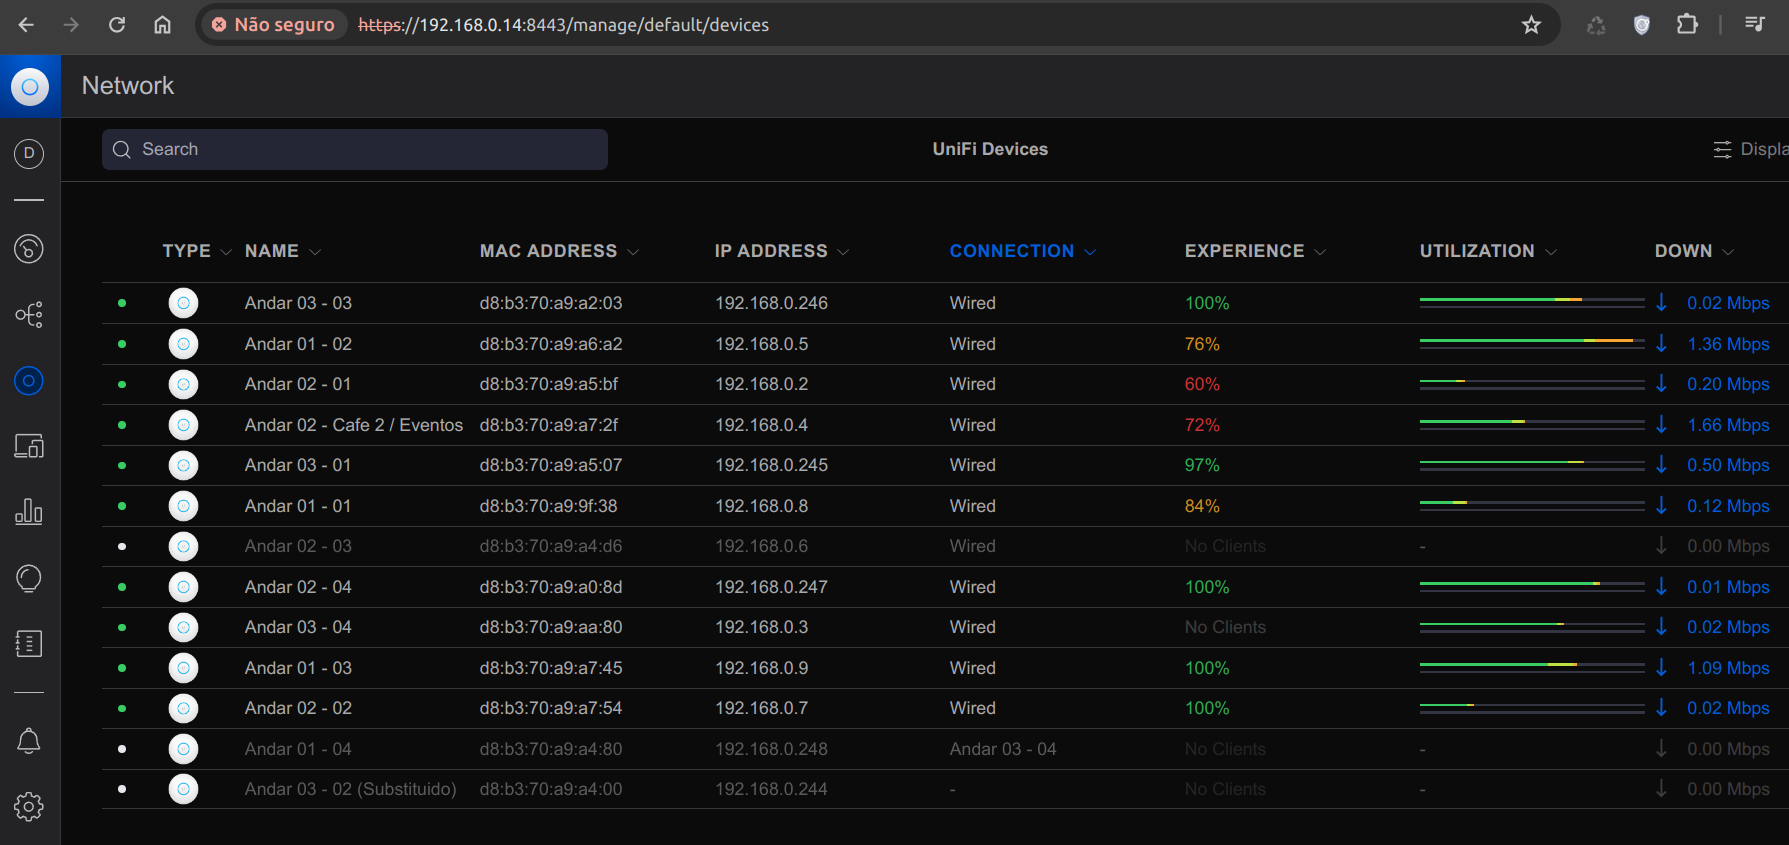 Não seguro https://192.168.0.14:8443/manage/default/devices
Network
D
Search UniFi Devices Displa
TYPE NAME MAC ADDRESS IP ADDRESS CONNECTION EXPERIENCE UTILIZATION DOWN
Andar 03 - 03 d8:b3:70:a9:a2:03 192.168.0.246 Wired 100% 0.02 Mbps
Andar 01 - 02 d8:b3:70:a9:a6:a2 192.168.0.5 Wired 76% 1.36 Mbps
Andar 02 - 01 d8:b3:70:a9:a5:bf 192.168.0.2 Wired 60% 0.20 Mbps
Andar 02 - Cafe 2 / Eventos d8:b3:70:a9:a7:2f 192.168.0.4 Wired 72% 1.66 Mbps
Andar 03 - 01 d8:b3:70:a9:a5:07 192.168.0.245 Wired 97% 0.50 Mbps
Andar 01 - 01 d8:b3:70:a9:9f:38 192.168.0.8 Wired 84% 0.12 Mbps
Andar 02 - 03 d8:b3:70:a9:a4:d6 192.168.0.6 Wired No Clients - 0.00 Mbps
Andar 02 - 04 d8:b3:70:a9:a0:8d 192.168.0.247 Wired 100% 0.01 Mbps
Andar 03 - 04 d8:b3:70:a9:aa:80 192.168.0.3 Wired No Clients 0.02 Mbps
Andar 01 - 03 d8:b3:70:a9:a7:45 192.168.0.9 Wired 100% 1.09 Mbps
Andar 02 - 02 d8:b3:70:a9:a7:54 192.168.0.7 Wired 100% 0.02 Mbps
Andar 01 - 04 d8:b3:70:a9:a4:80 192.168.0.248 Andar 03 - 04 No Clients - 0.00 Mbps
Andar 03 - 02 (Substituido) d8:b3:70:a9:a4:00 192.168.0.244 - No Clients - 0.00 Mbps